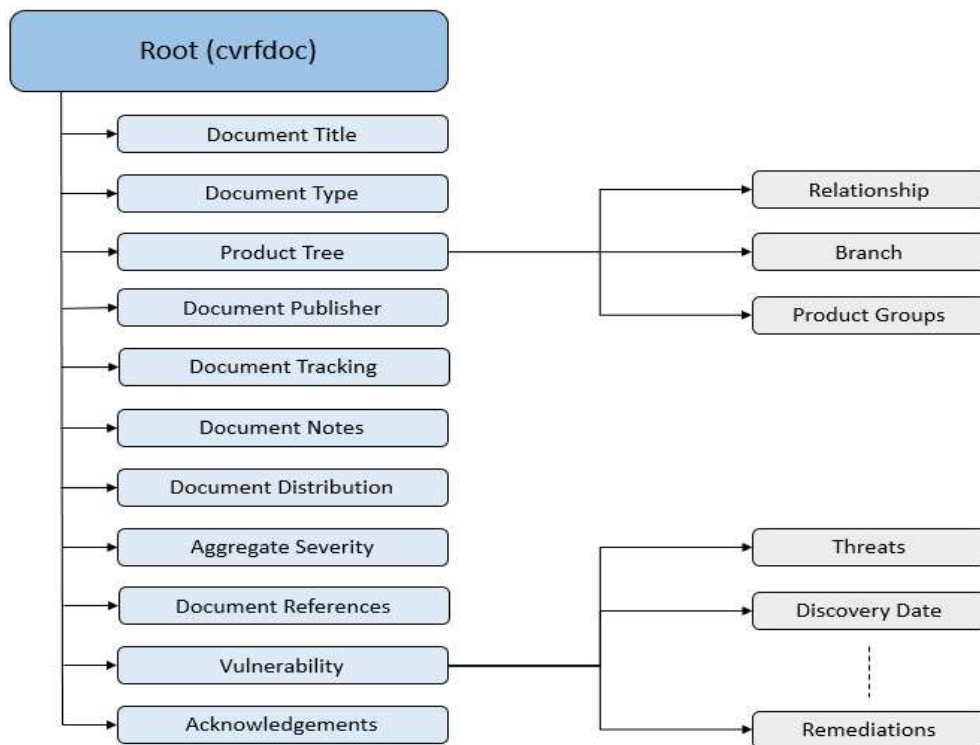 Root (cvrfdoc)
Document Title
Document Type
Product Tree
Document Publisher
Document Tracking
Document Notes
Document Distribution
Aggregate Severity
Document References
Vulnerability
Acknowledgements
Relationship
Branch
Product Groups
Threats
Discovery Date
Remediations